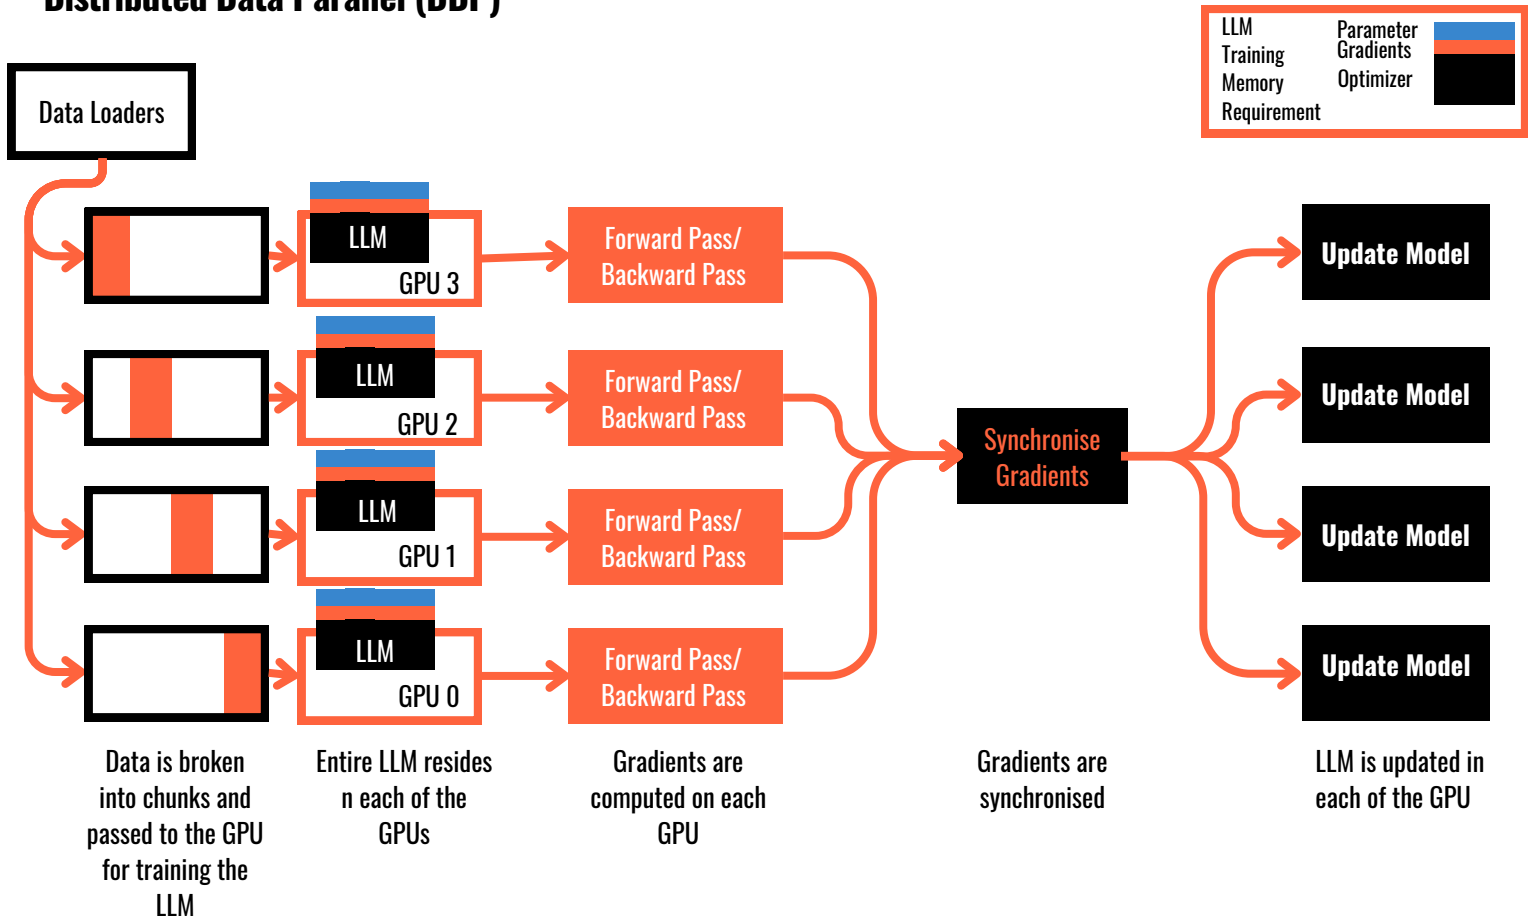 Distributed Data Parallel (DDP)
LLM
Training
Memory
Requirement
Parameter
Gradients
Optimizer
Data Loaders
LLM
GPU 3
Forward Pass/
Backward Pass
Update Model
LLM
GPU 2
Forward Pass/
Backward Pass
Update Model
Synchronise
Gradients
LLM
GPU 1
Forward Pass/
Backward Pass
Update Model
LLM
GPU 0
Forward Pass/
Backward Pass
Update Model
Data is broken
into chunks and
passed to the GPU
for training the
LLM
Entire LLM resides
n each of the
GPUs
Gradients are
computed on each
GPU
Gradients are
synchronised
LLM is updated in
each of the GPU